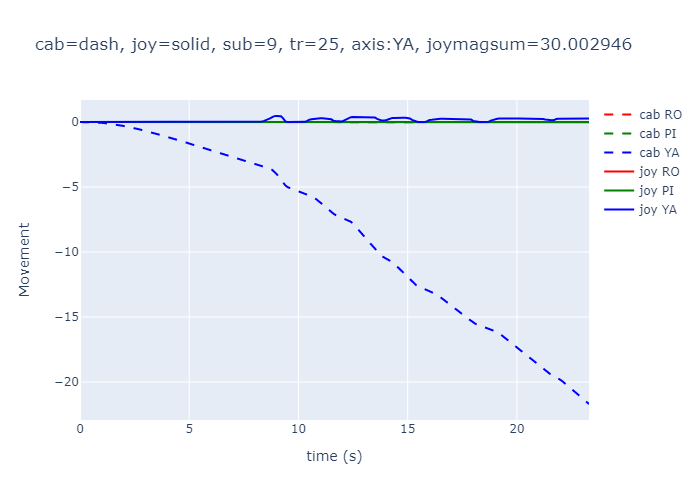 cab=dash, joy=solid, sub=9, tr=25, axis:YA, joymagsum=30.002946
cab RO
cab PI
cab YA
joy RO
joy PI
joy YA
Movement
0
−5
−10
−15
−20
0
5
10
15
20
time (s)